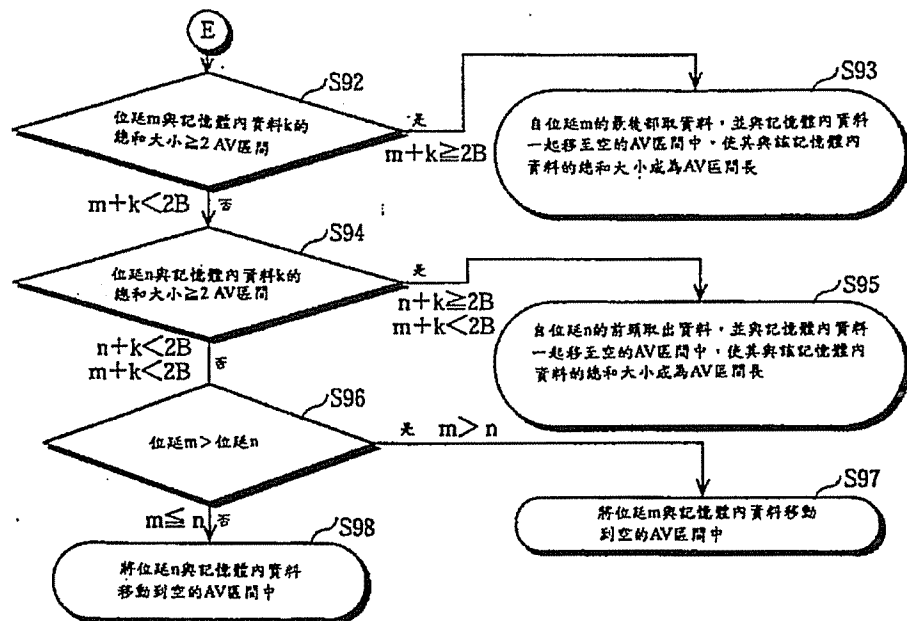 E
S92
位延m與記憶體內資料k的
總和大小≧2 AV區間
是
m+k≧2B
S93
自位延m的最後部取資料,並與記憶體內資料
一起移至空的AV區間中,使其與該記憶體內
資料的總和大小成為AV區間長
m+k<2B 否
S94
位延n與記憶體內資料k的
總和大小≧2 AV區間
是
n+k≧2B
m+k<2B
S95
自位延n的前頭取出資料,並與記憶體內資料
一起移至空的AV區間中,使其與該記憶體內
資料的總和大小成為AV區間長
n+k<2B
m+k<2B 否
S96
位延m>位延n
是 m>n
S97
將位延m與記憶體內資料移動
到空的AV區間中
m≦n 否
S98
將位延n與記憶體內資料
移動到空的AV區間中